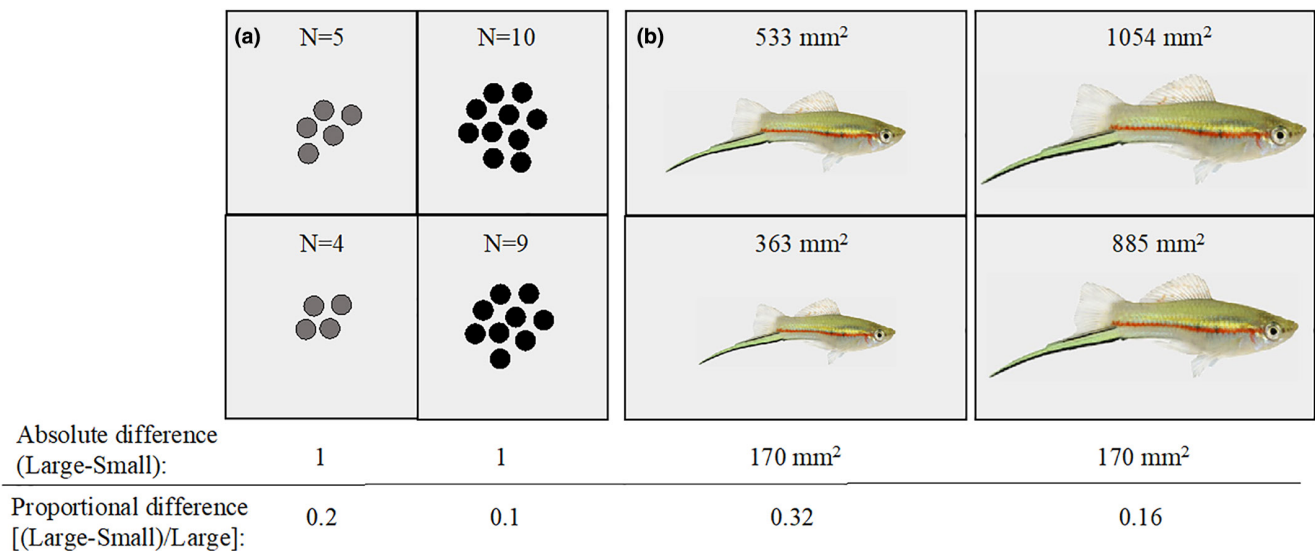 (a) N=5 N=10 (b) 533 mm² 1054 mm²
N=4 N=9 363 mm² 885 mm²
Absolute difference
(Large-Small): 1 1 170 mm² 170 mm²
Proportional difference
[(Large-Small)/Large]: 0.2 0.1 0.32 0.16